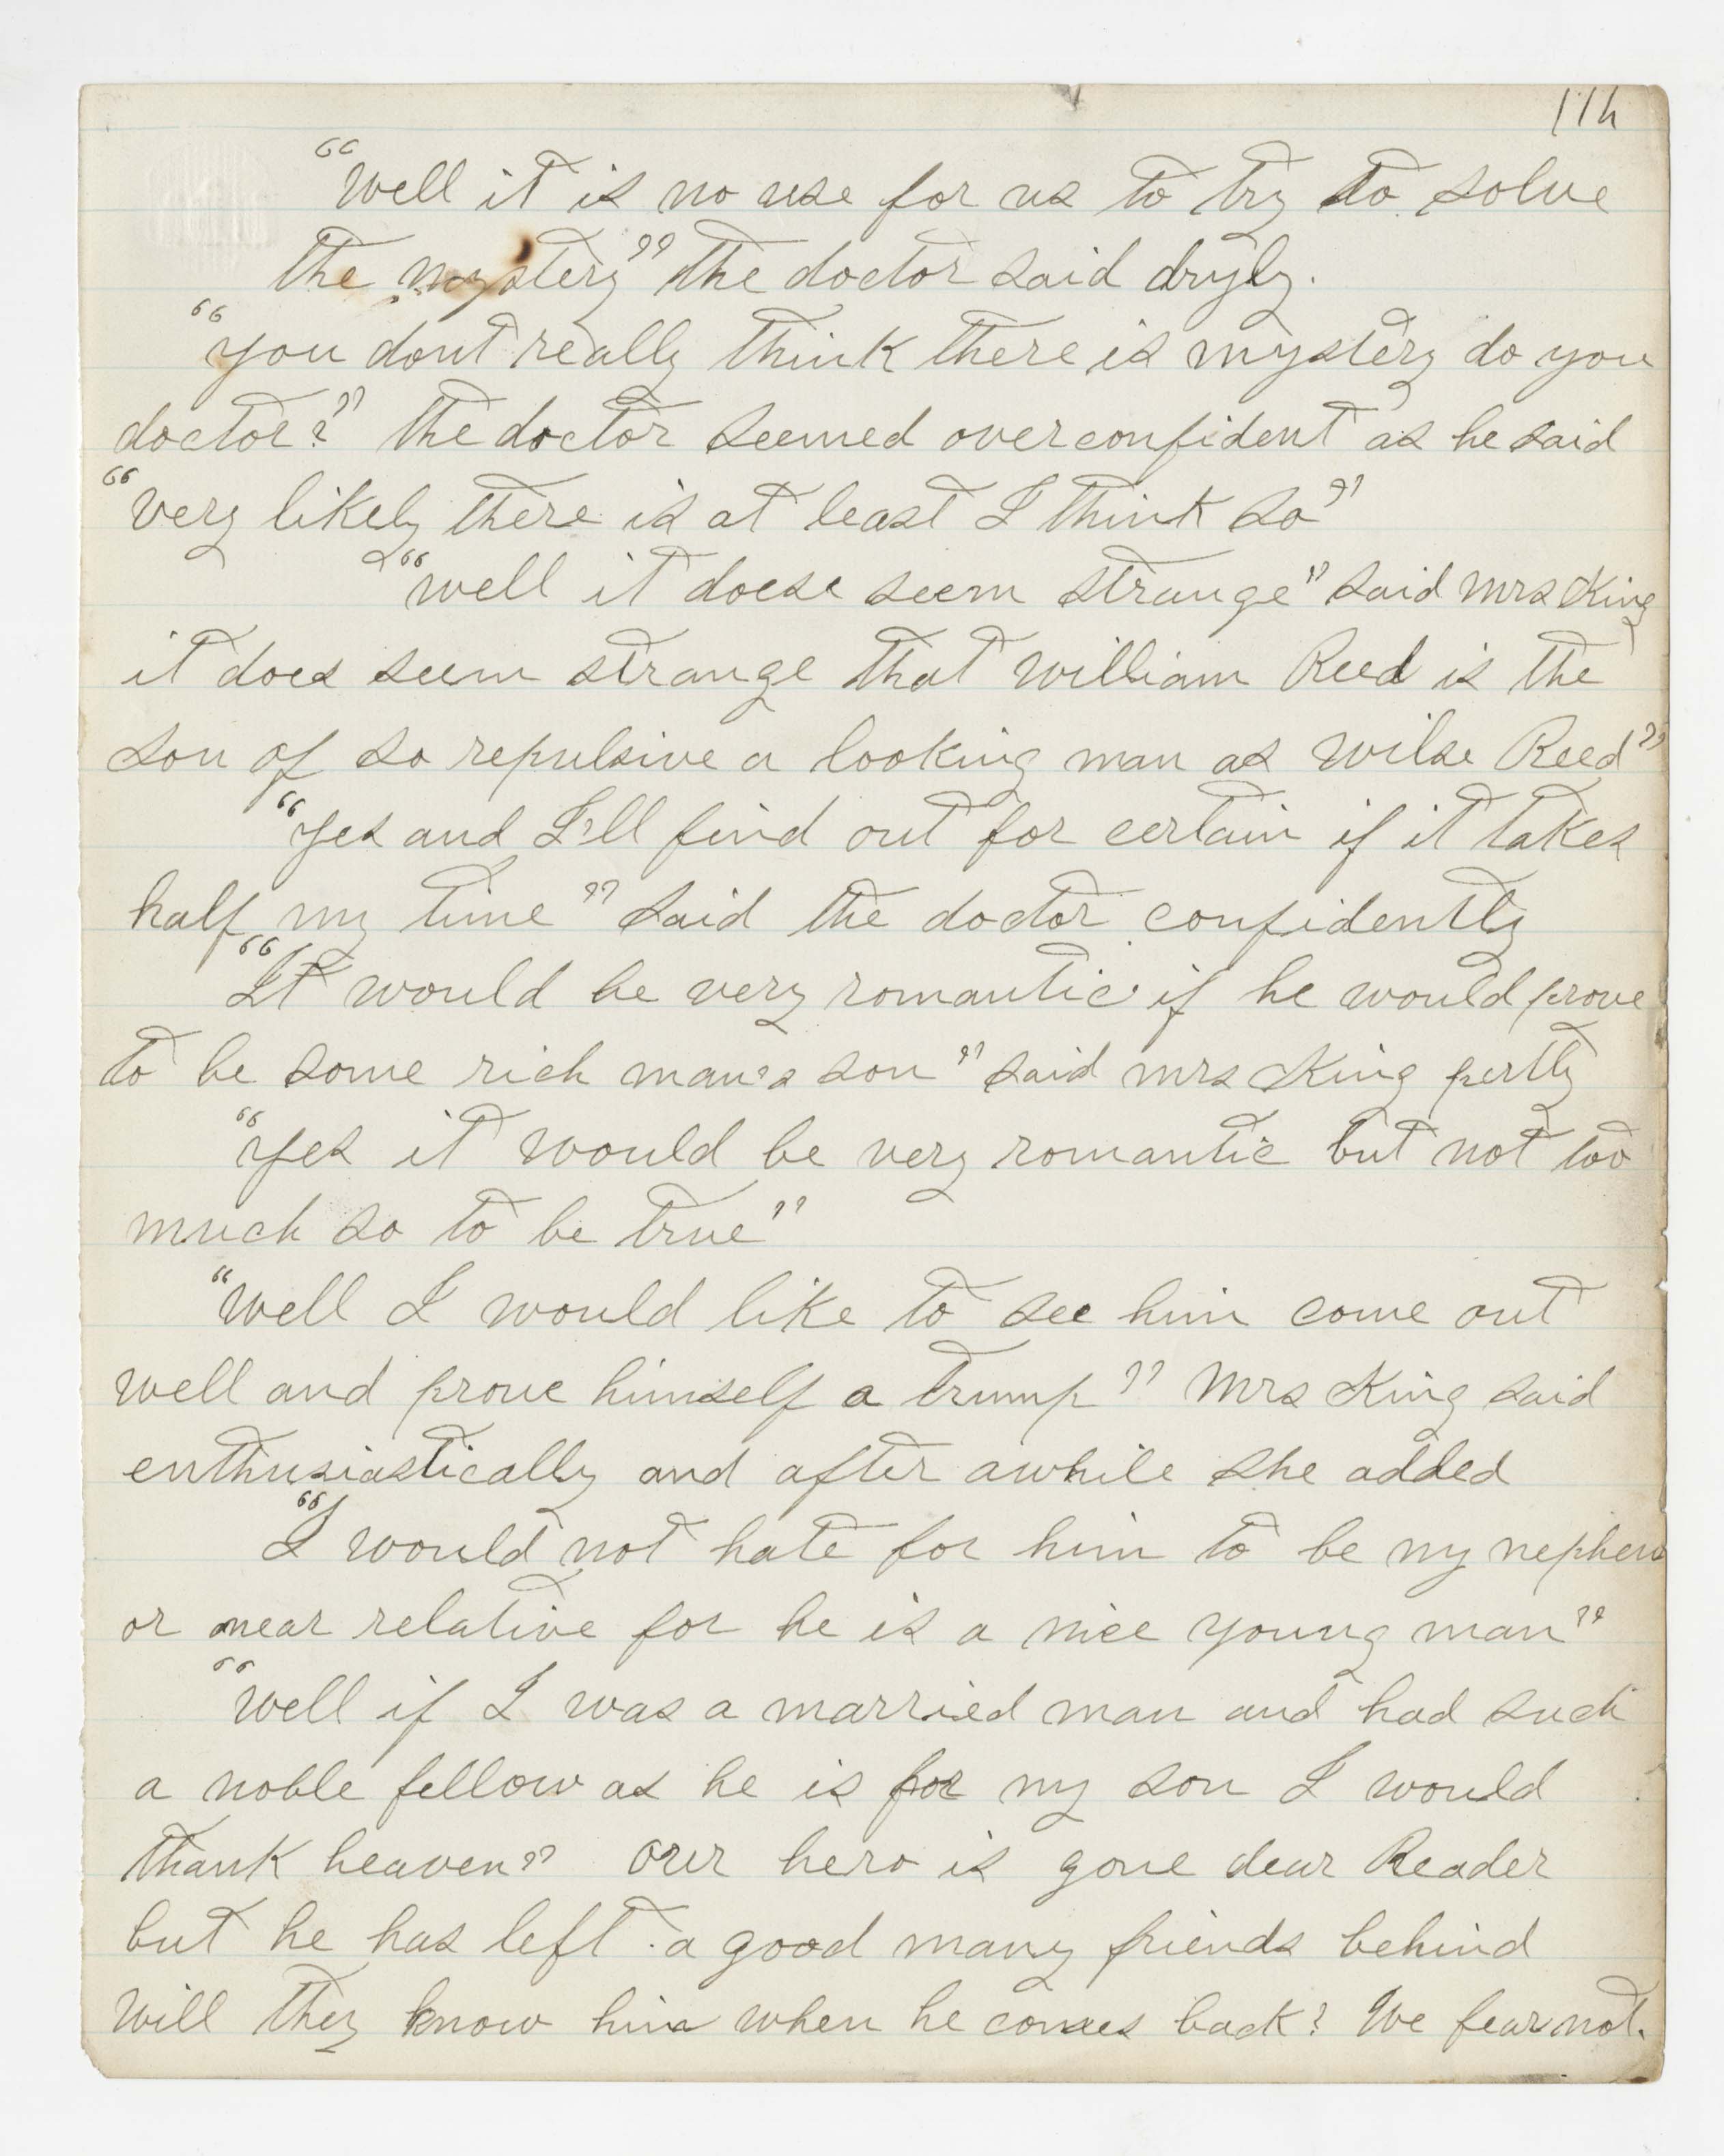 114
"Well it is no use for us to try to solve
the mystery" the doctor said dryly.
"you dont really think there is mystery do you
doctor?" the doctor seemed overconfident as he said
"very likely there is at least I think so"
"well it doese seem strange" said Mrs King
it does seem strange that William Reed is the
son of so repulsive a looking man as Wilse Reed"
"Yes and I'll find out for certain if it takes
half my time" said the doctor confidently
"It would be very romantic if he would prove
to be some rich man's son" said mrs King pertly
"Yes it would be very romantic but not too
much so to be true"
"Well I would like to see him come out
well and prove himself a trump" Mrs King said
enthusiastically and after awhile she added
"I would not hate for him to be my nephew
or near relative for he is a nice young man"
"Well if I was a married man and had such
a noble fellow as he is for my son I would
thank heaven" Our hero is gone dear Reader
but he has left a good many friends behind
Will they know him when he comes back? We fear not.